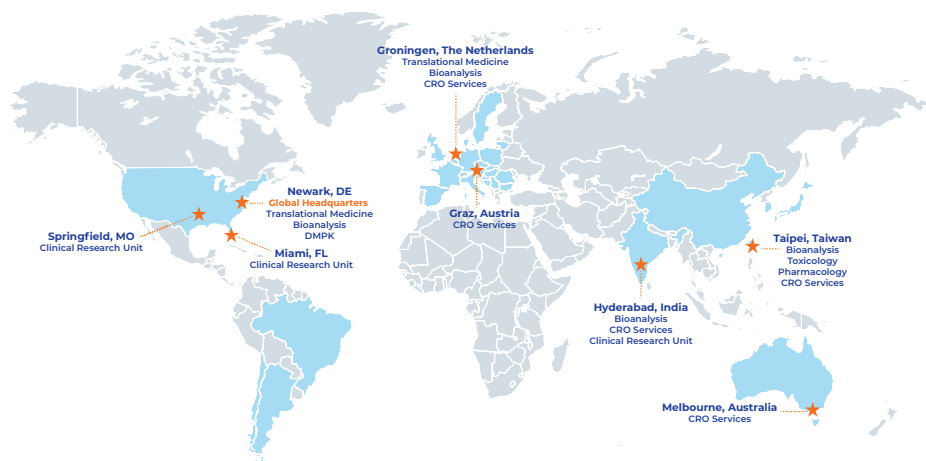 Groningen, The Netherlands
Translational Medicine
Bioanalysis
CRO Services
Newark, DE
Global Headquarters
Translational Medicine
Bioanalysis
DMPK
Springfield, MO
Clinical Research Unit
Miami, FL
Clinical Research Unit
Graz, Austria
CRO Services
Taipei, Taiwan
Bioanalysis
Toxicology
Pharmacology
CRO Services
Hyderabad, India
Bioanalysis
CRO Services
Clinical Research Unit
Melbourne, Australia
CRO Services